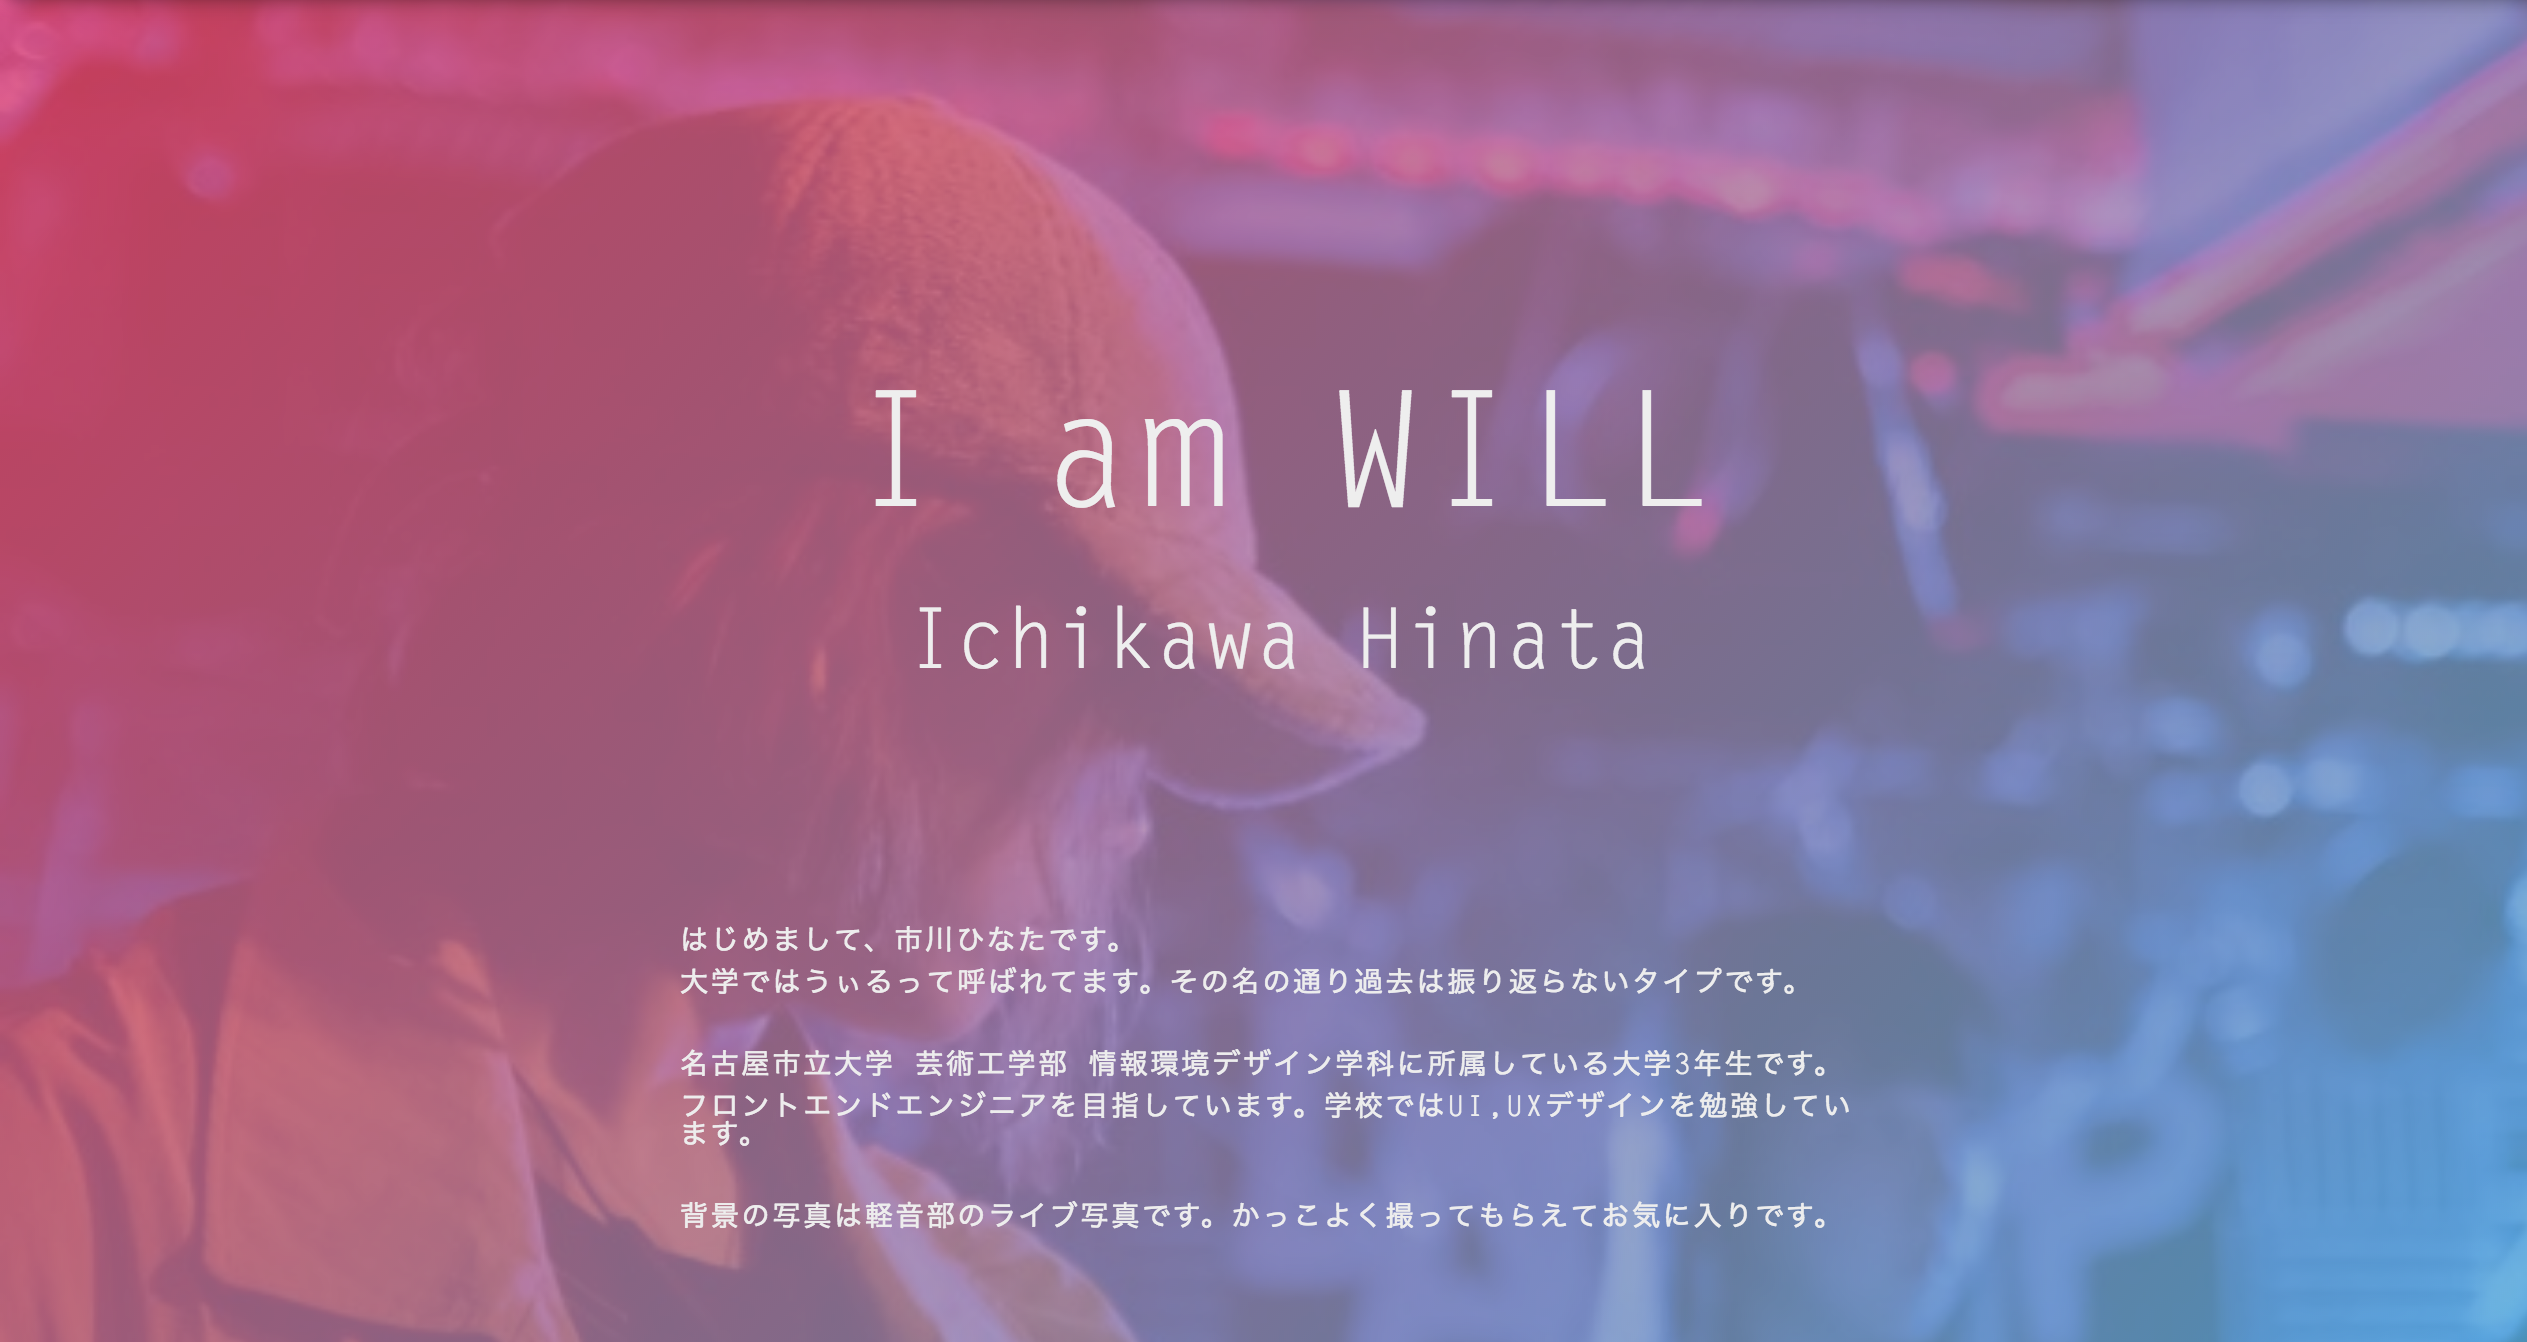 I am WILL
Ichikawa Hinata
はじめまして、市川ひなたです。
大学ではうぃるって呼ばれてます。その名の通り過去は振り返らないタイプです。
名古屋市立大学 芸術工学部 情報環境デザイン学科に所属している大学3年生です。
フロントエンドエンジニアを目指しています。学校ではUI,UXデザインを勉強してい
ます。
背景の写真は軽音部のライブ写真です。かっこよく撮ってもらえてお気に入りです。